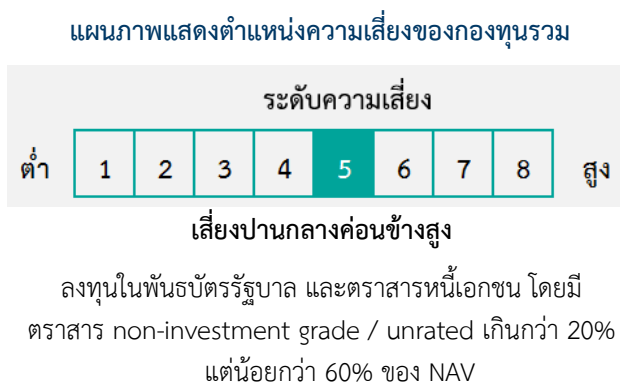 แผนภาพแสดงตำแหน่งความเสี่ยงของกองทุนรวม
ระดับความเสี่ยง
ต่ำ 1 2 3 4 5 6 7 8 สูง
เสี่ยงปานกลางค่อนข้างสูง
ลงทุนในพันธบัตรรัฐบาล และตราสารหนี้เอกชน โดยมี
ตราสาร non-investment grade / unrated เกินกว่า 20%
แต่น้อยกว่า 60% ของ NAV